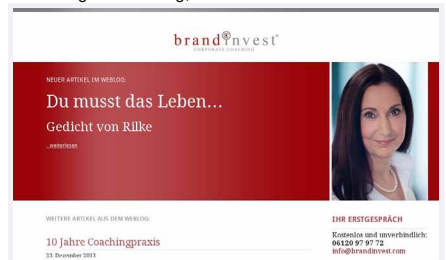 brand®invest®
CORPORATE COACHING
NEUER ARTIKEL IM WEBLOG:
Du musst das Leben...
Gedicht von Rilke
...weiterlesen
WEITERE ARTIKEL AUS DEM WEBLOG:
10 Jahre Coachingpraxis
23. Dezember 2013
IHR ERSTGESPRÄCH
Kostenlos und unverbindlich:
06120 97 97 72
info@brandinvest.com